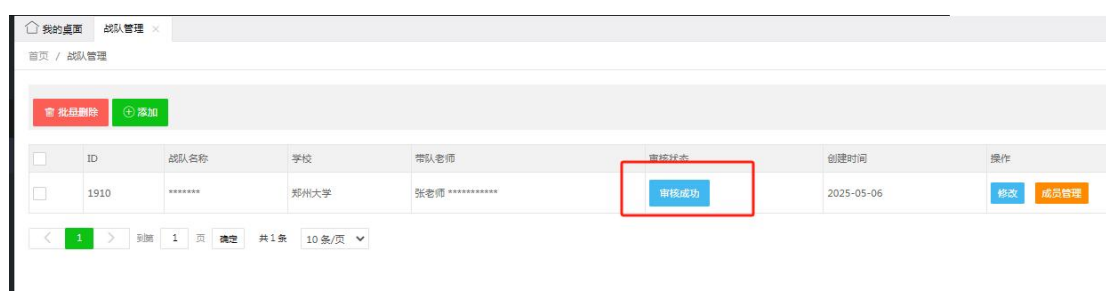 我的桌面 战队管理 ×
首页 / 战队管理
批量删除 添加
ID 战队名称 学校 带队老师 审核状态 创建时间 操作
1910 ******* 郑州大学 张老师 *********** 审核成功 2025-05-06 修改 成员管理
< 1 > 到第 1 页 确定 共1条 10 条/页